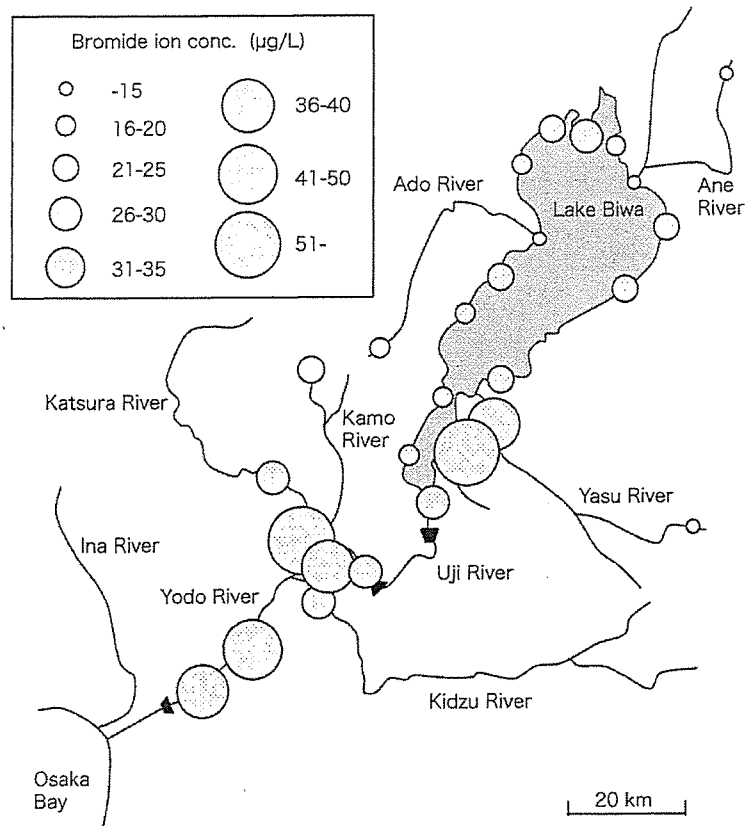 Bromide ion conc. (µg/L)
-15
16-20
21-25
26-30
31-35
36-40
41-50
51-
Ado River
Lake Biwa
Ane
River
Katsura River
Kamo
River
Yasu River
Ina River
Uji River
Yodo River
Kidzu River
Osaka
Bay
20 km